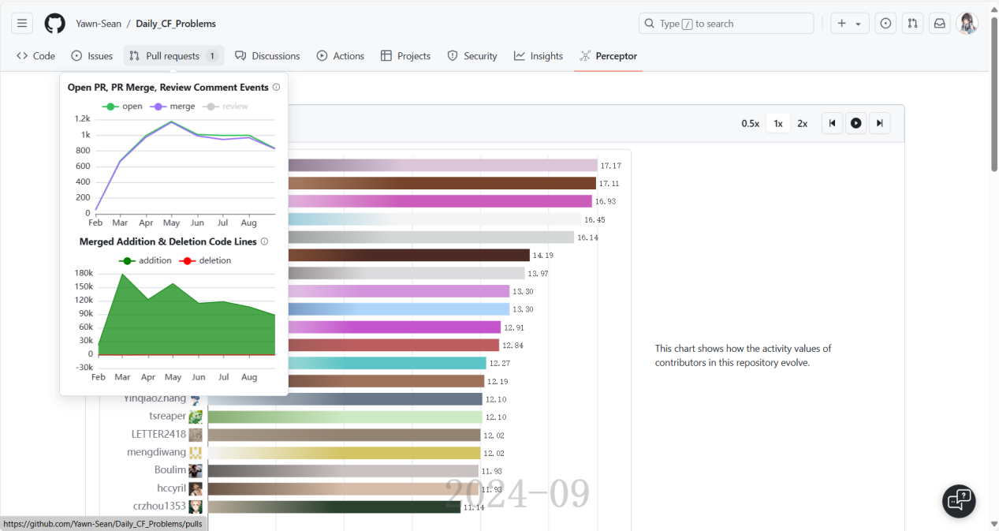 Yawn-Sean / Daily_CF_Problems
Type / to search
Code
Issues
Pull requests 1
Discussions
Actions
Projects
Security
Insights
Perceptor
Open PR, PR Merge, Review Comment Events
open merge review
1.2k
1k
800
600
400
200
0
Feb Mar Apr May Jun Jul Aug
Merged Addition & Deletion Code Lines
addition deletion
180k
150k
120k
90k
60k
30k
0
-30k
Feb Mar Apr May Jun Jul Aug
0.5x 1x 2x
17.17
17.11
16.93
16.45
16.14
14.19
13.97
13.30
13.30
12.91
12.84
12.27
12.19
YinqiaoZhang 12.10
tsreaper 12.10
LETTER2418 12.02
mengdiwang 12.02
Boulim 11.93
hccyril 11.93
crzhou1353 11.14
2024-09
This chart shows how the activity values of
contributors in this repository evolve.
https://github.com/Yawn-Sean/Daily_CF_Problems/pulls